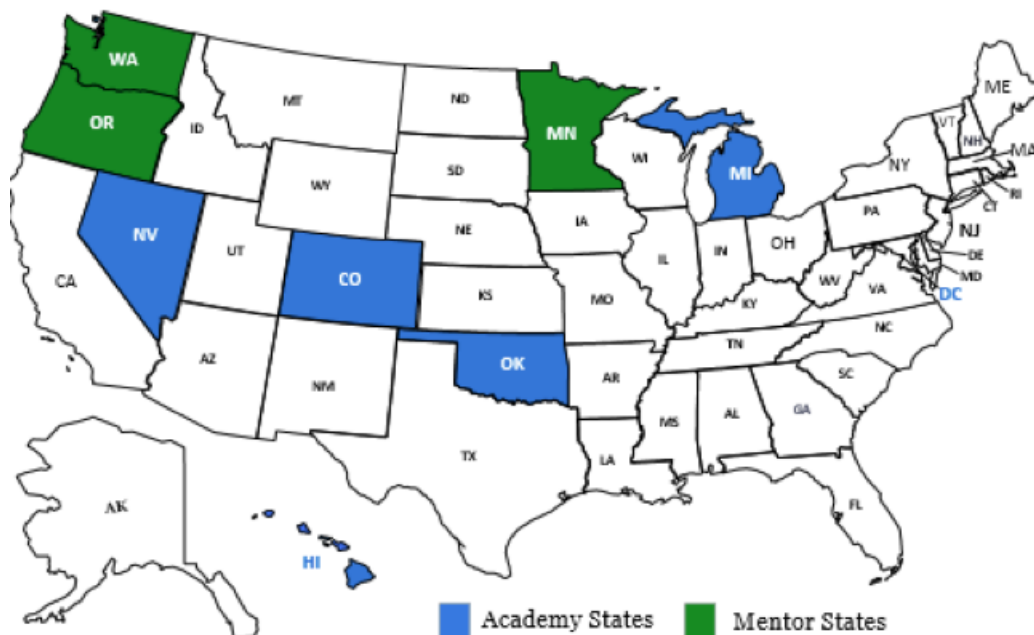 WA
MT
ND
MN
OR
ID
SD
WI
MI
ME
VT
NH
NY
MA
RI
CT
WY
NE
IA
PA
NJ
NV
UT
CO
KS
IL
IN
OH
DE
MD
DC
CA
MO
WV
VA
KY
NC
TN
AZ
NM
OK
AR
SC
MS
AL
GA
TX
LA
FL
AK
HI
Academy States
Mentor States